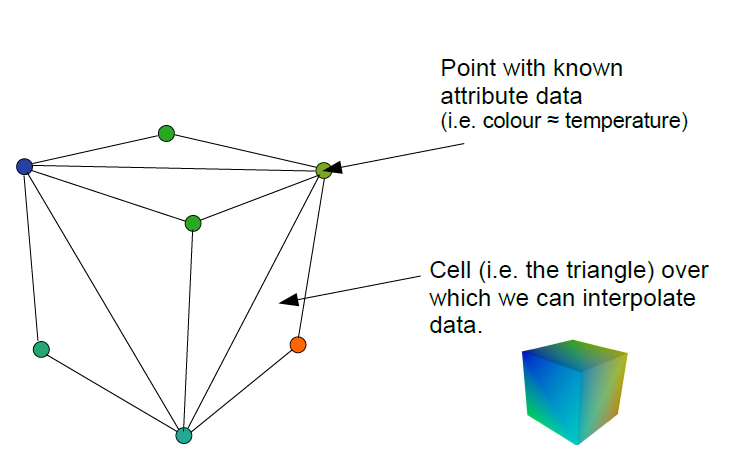 Point with known
attribute data
(i.e. colour ≈ temperature)
Cell (i.e. the triangle) over
which we can interpolate
data.